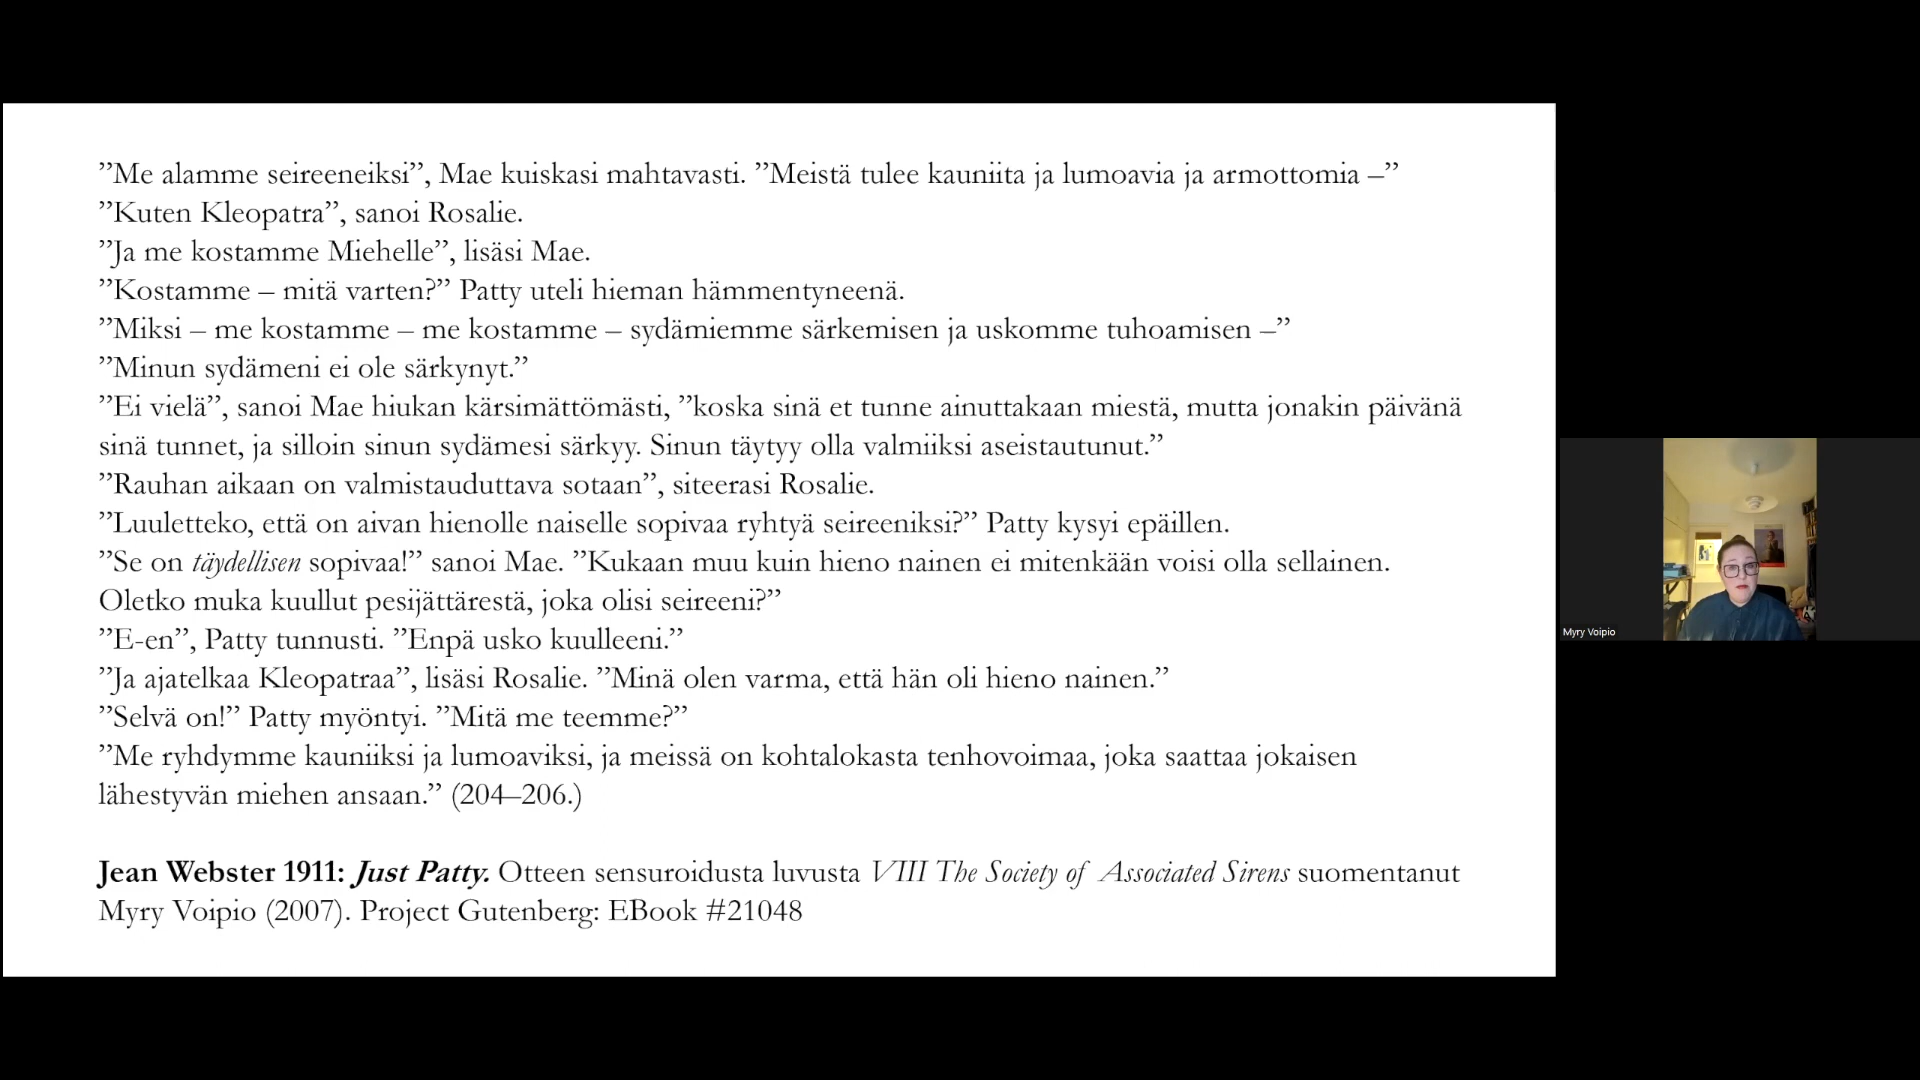 ”Me alamme seireeneiksi”, Mae kuiskasi mahtavasti. ”Meistä tulee kauniita ja lumoavia ja armottomia –”
”Kuten Kleopatra”, sanoi Rosalie.
”Ja me kostamme Miehelle”, lisäsi Mae.
”Kostamme – mitä varten?” Patty uteli hieman hämmentyneenä.
”Miksi – me kostamme – me kostamme – sydämiemme särkemisen ja uskomme tuhoamisen –”
”Minun sydämeni ei ole särkynyt.”
”Ei vielä”, sanoi Mae hiukan kärsimättömästi, ”koska sinä et tunne ainuttakaan miestä, mutta jonakin päivänä
sinä tunnet, ja silloin sinun sydämesi särkyy. Sinun täytyy olla valmiiksi aseistautunut.”
”Rauhan aikaan on valmistauduttava sotaan”, siteerasi Rosalie.
”Luuletteko, että on aivan hienolle naiselle sopivaa ryhtyä seireeniksi?” Patty kysyi epäillen.
”Se on täydellisen sopivaa!” sanoi Mae. ”Kukaan muu kuin hieno nainen ei mitenkään voisi olla sellainen.
Oletko muka kuullut pesijättärestä, joka olisi seireeni?”
”E-en”, Patty tunnusti. ”Enpä usko kuulleeni.”
”Ja ajatelkaa Kleopatraa”, lisäsi Rosalie. ”Minä olen varma, että hän oli hieno nainen.”
”Selvä on!” Patty myöntyi. ”Mitä me teemme?”
”Me ryhdymme kauniiksi ja lumoaviksi, ja meissä on kohtalokasta tenhovoimaa, joka saattaa jokaisen
lähestyvän miehen ansaan.” (204–206.)
Jean Webster 1911: Just Patty. Otteen sensuroidusta luvusta VIII The Society of Associated Sirens suomentanut
Myry Voipio (2007). Project Gutenberg: EBook #21048
Myry Voipio